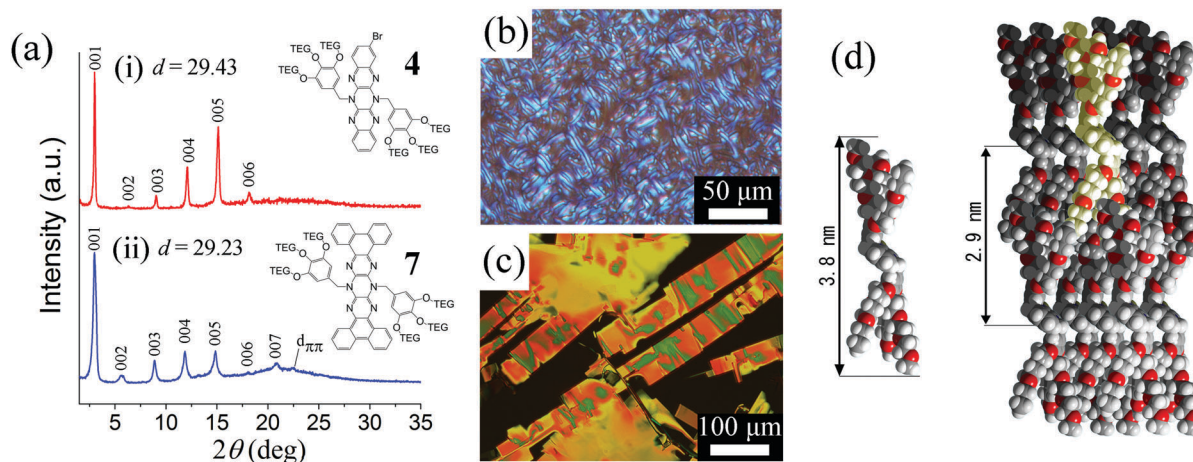 (a)
Intensity (a.u.)
(i) d = 29.43
001
002
003
004
005
006
Br
4
TEG
TEG
O
O
TEG
O
N
N
N
N
N
N
O
TEG
O
O
TEG
TEG
(ii) d = 29.23
001
002
003
004
005
006
007
dππ
7
TEG
TEG
O
O
TEG
O
N
N
N
N
N
N
O
TEG
O
O
TEG
TEG
5 10 15 20 25 30 35
2θ (deg)
(b)
50 μm
(c)
100 μm
(d)
3.8 nm
2.9 nm